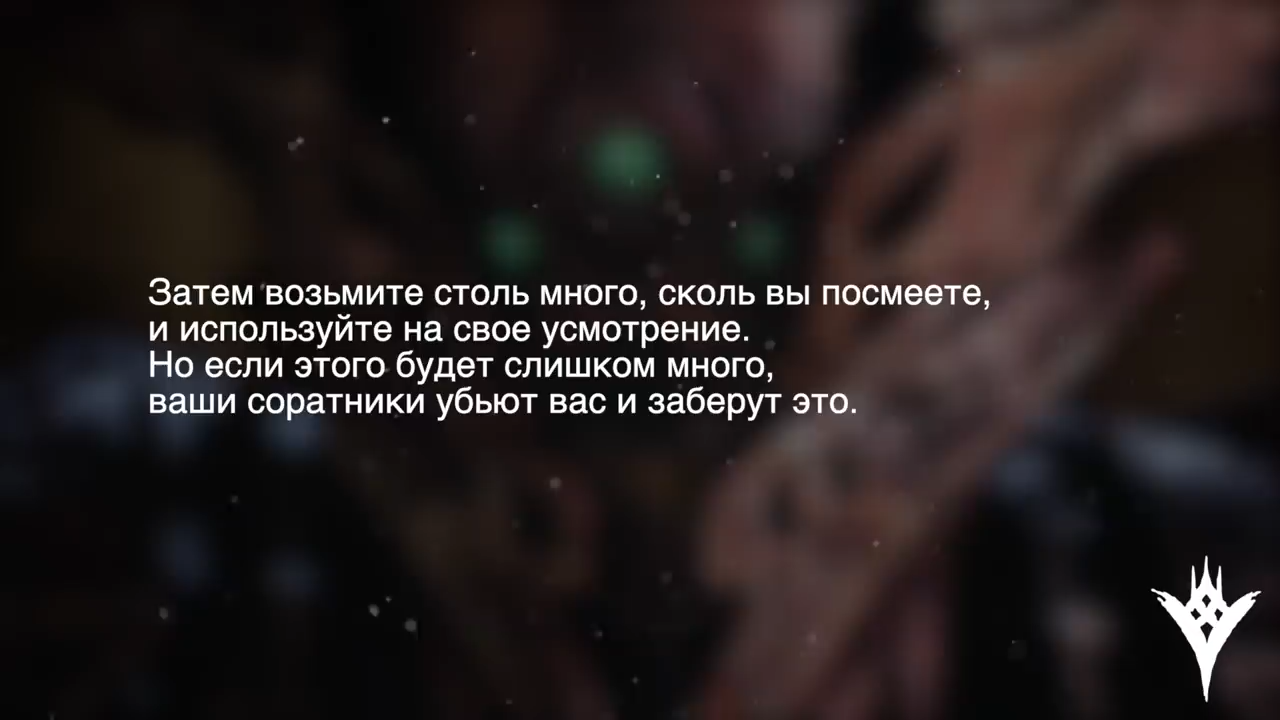 Затем возьмите столь много, сколь вы посмеете,
и используйте на свое усмотрение.
Но если этого будет слишком много,
ваши соратники убьют вас и заберут это.